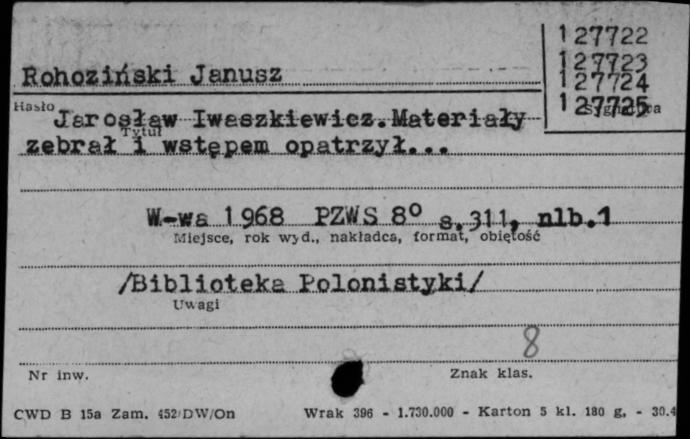 127722
127723
Rohoziński Janusz
127724
Hasło
127725
Sygnatura
Jarosław Iwaszkiewicz. Materiały
Tytuł
zebrał i wstępem opatrzył...
W-wa 1968 PZWS 8° s.311, nlb.1
Miejsce, rok wyd., nakładca, format, objętość
/Biblioteka Polonistyki/
Uwagi
8
Nr inw.
Znak klas.
CWD B 15a Zam. 452/DW/On
Wrak 396 - 1.730.000 - Karton 5 kl. 180 g, - 30.4